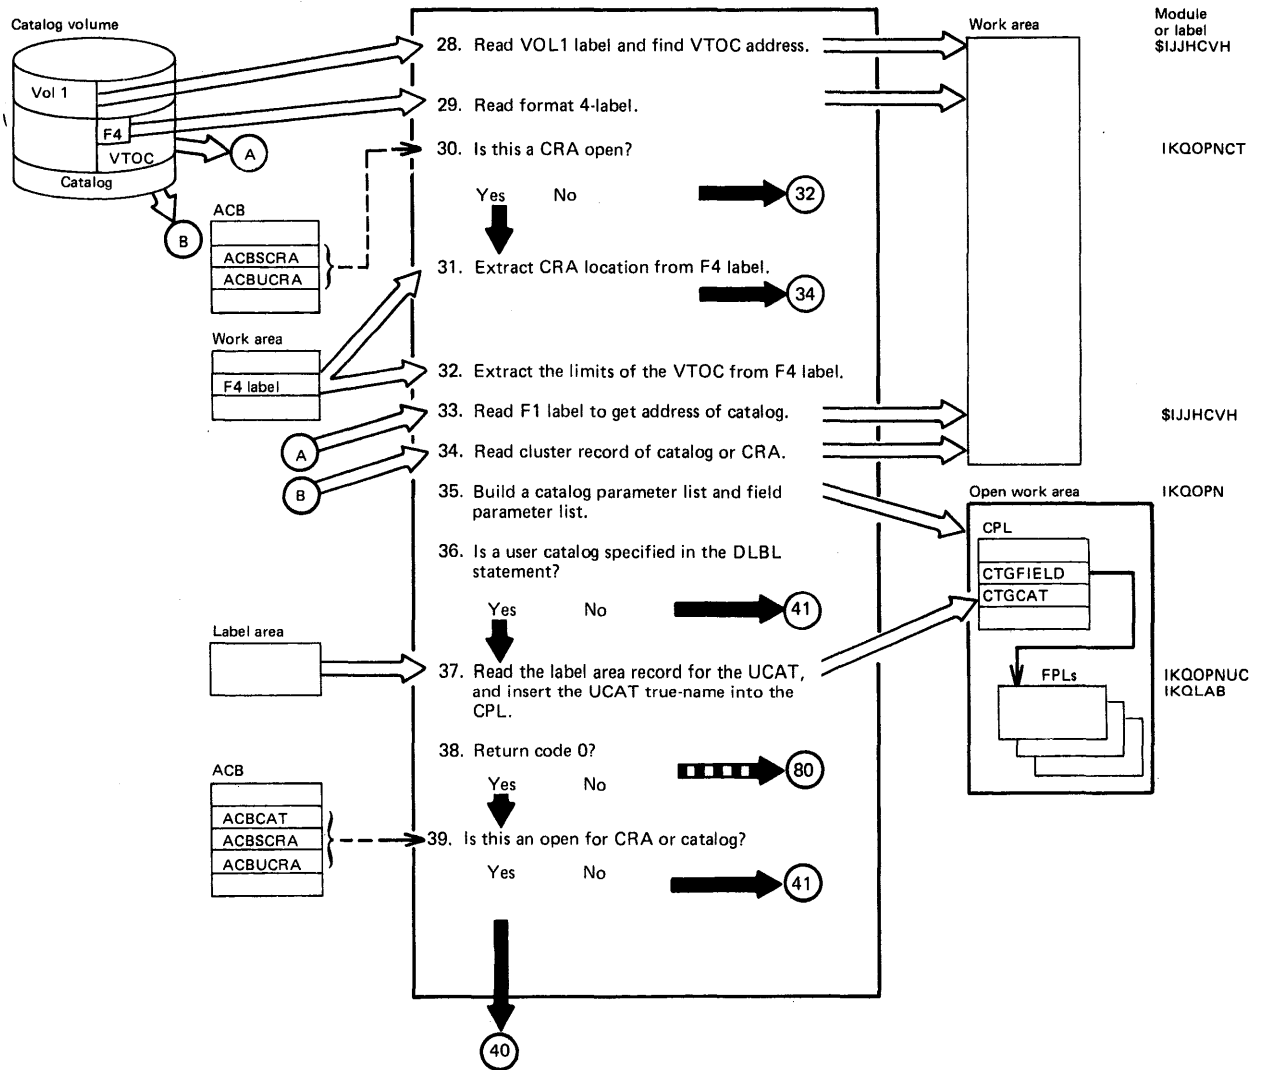 Catalog volume
Work area
Module
or label
$IJJHCVH
28. Read VOL1 label and find VTOC address.
Vol 1
29. Read format 4-label.
F4
VTOC
A
30. Is this a CRA open?
IKQOPNCT
Catalog
Yes No
32
ACB
B
ACBSCRA
ACBUCRA
31. Extract CRA location from F4 label.
34
Work area
F4 label
32. Extract the limits of the VTOC from F4 label.
33. Read F1 label to get address of catalog.
$IJJHCVH
A
34. Read cluster record of catalog or CRA.
B
35. Build a catalog parameter list and field
parameter list.
Open work area
IKQOPN
CPL
36. Is a user catalog specified in the DLBL
statement?
CTGFIELD
CTGCAT
Yes No
41
Label area
37. Read the label area record for the UCAT,
and insert the UCAT true-name into the
CPL.
FPLs
IKQOPNUC
IKQLAB
38. Return code 0?
Yes No
80
ACB
ACBCAT
ACBSCRA
ACBUCRA
39. Is this an open for CRA or catalog?
Yes No
41
40